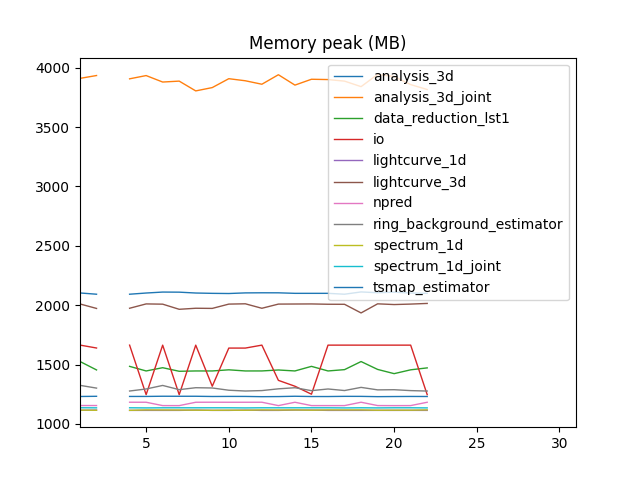 Memory peak (MB)
4000
3500
3000
2500
2000
1500
1000
analysis_3d
analysis_3d_joint
data_reduction_lst1
io
lightcurve_1d
lightcurve_3d
npred
ring_background_estimator
spectrum_1d
spectrum_1d_joint
tsmap_estimator
5 10 15 20 25 30